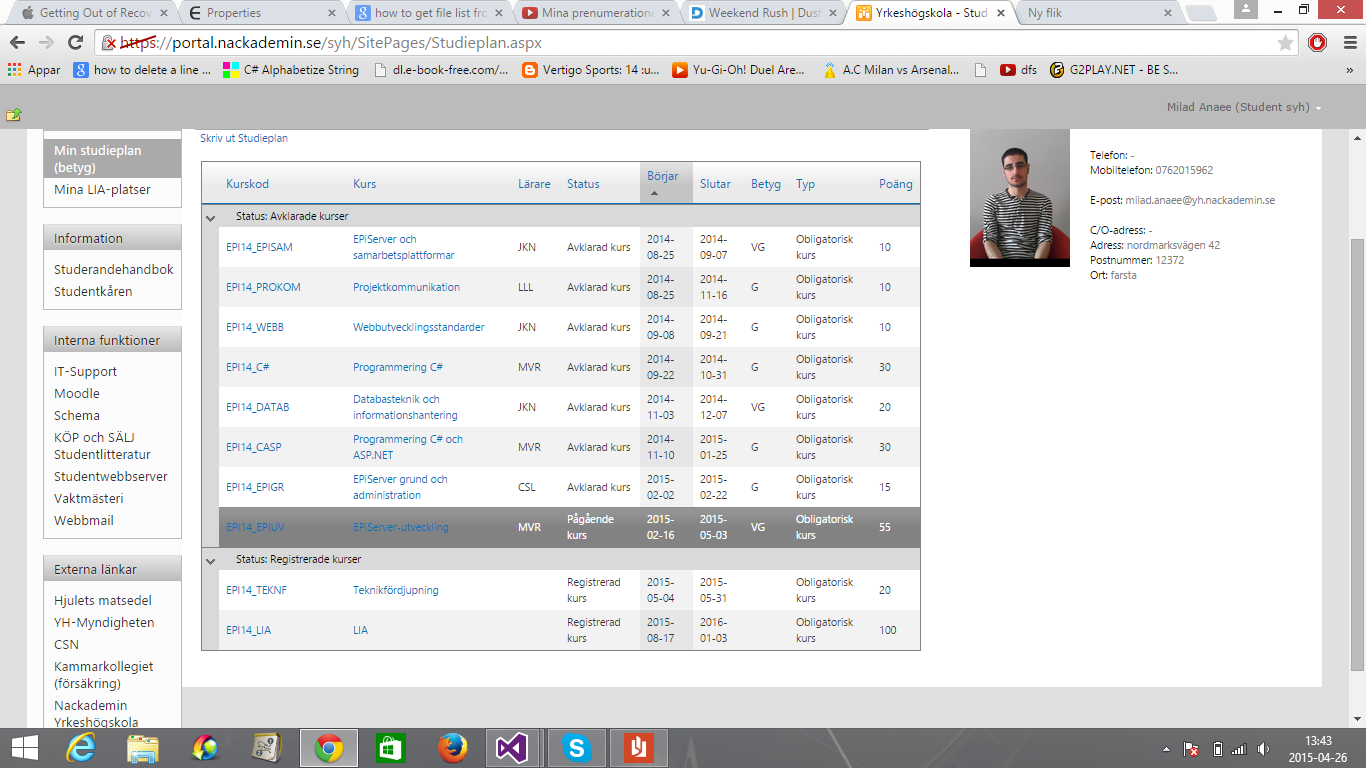 Getting Out of Recov
Properties
how to get file list fro
Mina prenumeratione
Weekend Rush | Dust
Yrkeshögskola - Stud
Ny flik
https://portal.nackademin.se/syh/SitePages/Studieplan.aspx
Appar
how to delete a line ...
C# Alphabetize String
dl.e-book-free.com/...
Vertigo Sports: 14 :u...
Yu-Gi-Oh! Duel Are...
A.C Milan vs Arsenal...
dfs
G2PLAY.NET - BE S...
»
Milad Anaee (Student syh)
Min studieplan
(betyg)
Mina LIA-platser
Information
Studerandehandbok
Studentkåren
Interna funktioner
IT-Support
Moodle
Schema
KÖP och SÄLJ
Studentlitteratur
Studentwebbserver
Vaktmästeri
Webbmail
Externa länkar
Hjulets matsedel
YH-Myndigheten
CSN
Kammarkollegiet
(försäkring)
Nackademin
Yrkeshögskola
Skriv ut Studieplan
Kurskod Kurs Lärare Status Börjar Slutar Betyg Typ Poäng
Status: Avklarade kurser
EPI14_EPISAM EPiServer och samarbetsplattformar JKN Avklarad kurs 2014-08-25 2014-09-07 VG Obligatorisk kurs 10
EPI14_PROKOM Projektkommunikation LLL Avklarad kurs 2014-08-25 2014-11-16 G Obligatorisk kurs 10
EPI14_WEBB Webbutvecklingsstandarder JKN Avklarad kurs 2014-09-08 2014-09-21 G Obligatorisk kurs 10
EPI14_C# Programmering C# MVR Avklarad kurs 2014-09-22 2014-10-31 G Obligatorisk kurs 30
EPI14_DATAB Databasteknik och informationshantering JKN Avklarad kurs 2014-11-03 2014-12-07 VG Obligatorisk kurs 20
EPI14_CASP Programmering C# och ASP.NET MVR Avklarad kurs 2014-11-10 2015-01-25 G Obligatorisk kurs 30
EPI14_EPIGR EPiServer grund och administration CSL Avklarad kurs 2015-02-02 2015-02-22 G Obligatorisk kurs 15
EPI14_EPIUV EPiServer-utveckling MVR Pågående kurs 2015-02-16 2015-05-03 VG Obligatorisk kurs 55
Status: Registrerade kurser
EPI14_TEKNF Teknikfördjupning Registrerad kurs 2015-05-04 2015-05-31 Obligatorisk kurs 20
EPI14_LIA LIA Registrerad kurs 2015-08-17 2016-01-03 Obligatorisk kurs 100
Telefon: -
Mobiltelefon: 0762015962
E-post: milad.anaee@yh.nackademin.se
C/O-adress: -
Adress: nordmarksvägen 42
Postnummer: 12372
Ort: farsta
13:43
2015-04-26